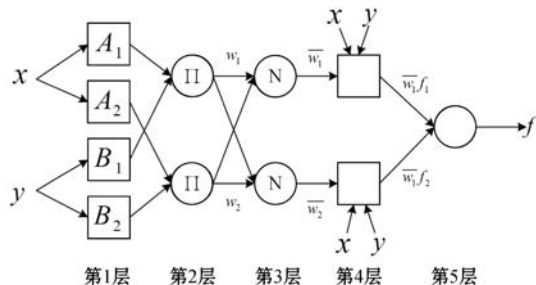 x
A₁
A₂
y
B₁
B₂
Π
Π
w₁
w₂
N
N
w̅₁
w̅₂
x y
x y
w̅₁f₁
w̅₁f₂
f
第1层 第2层 第3层 第4层 第5层